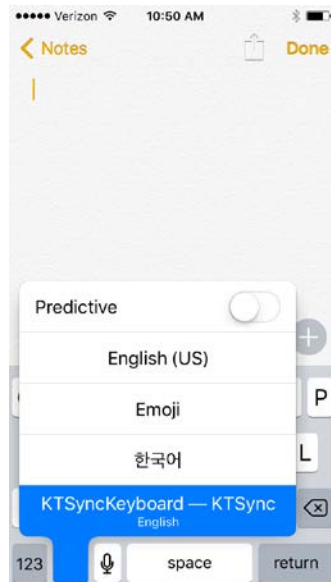 Verizon 10:50 AM
Notes Done
Predictive
English (US)
Emoji
P
한국어
L
KTSyncKeyboard — KTSync
English
123 space return